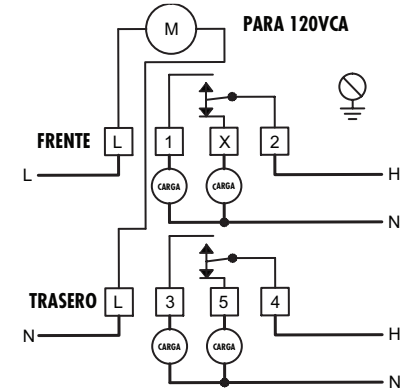 M PARA 120VCA
FRENTE L 1 X 2
L H
CARGA CARGA
N
TRASERO L 3 5 4
N H
CARGA CARGA
N